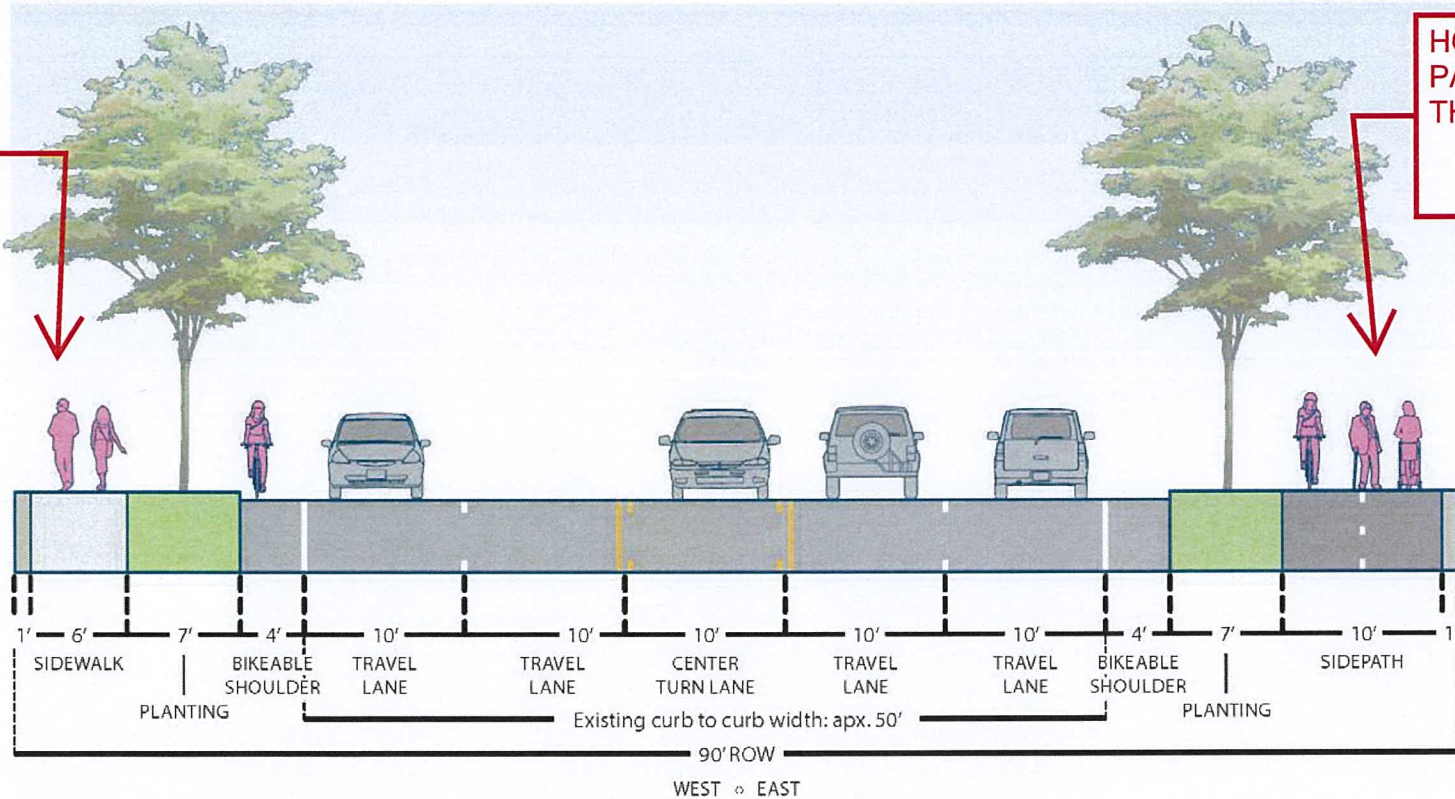 1' 6' 7' 4' 10' 10' 10' 10' 10' 4' 7' 10' 1
SIDEWALK
PLANTING
BIKEABLE
SHOULDER
TRAVEL
LANE
TRAVEL
LANE
CENTER
TURN LANE
TRAVEL
LANE
TRAVEL
LANE
BIKEABLE
SHOULDER
PLANTING
SIDEPATH
Existing curb to curb width: apx. 50'
90' ROW
WEST EAST